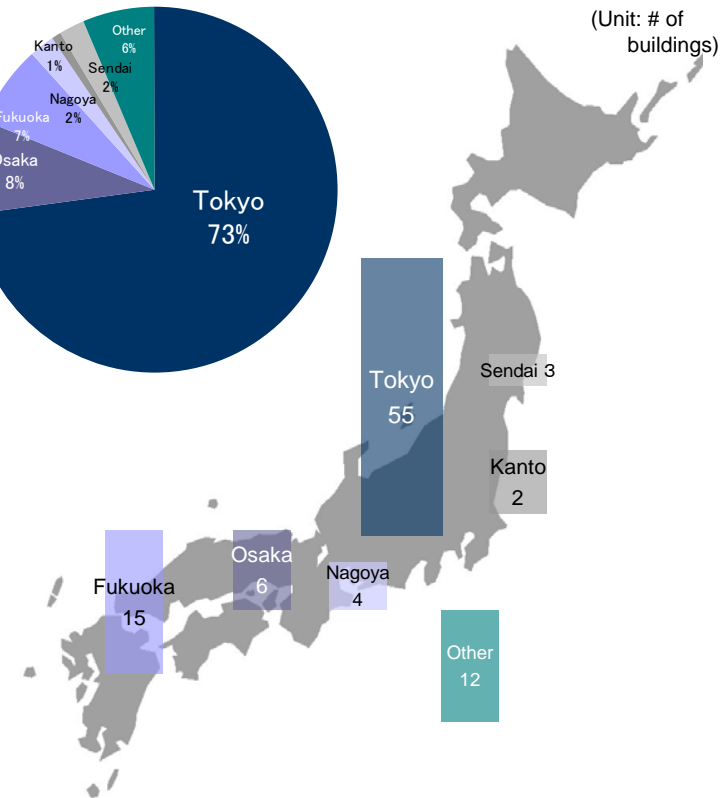 (Unit: # of
buildings)
Other
6%
Kanto
1%
Sendai
2%
Nagoya
2%
Fukuoka
7%
Osaka
8%
Tokyo
73%
Tokyo
55
Sendai 3
Kanto
2
Osaka
6
Nagoya
4
Fukuoka
15
Other
12